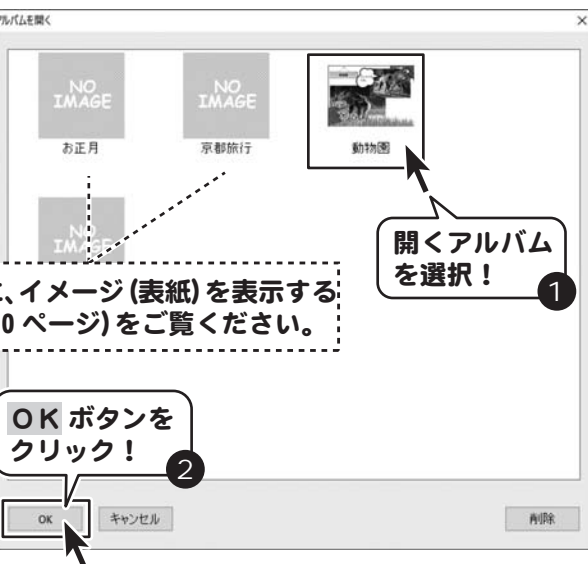 アルバムを開く
NO
IMAGE
NO
IMAGE
お正月
京都旅行
動物園
NO
IMAGE
開くアルバム
を選択！
1
、イメージ(表紙)を表示する
0 ページ)をご覧ください。
OK ボタンを
クリック！
2
OK
キャンセル
削除